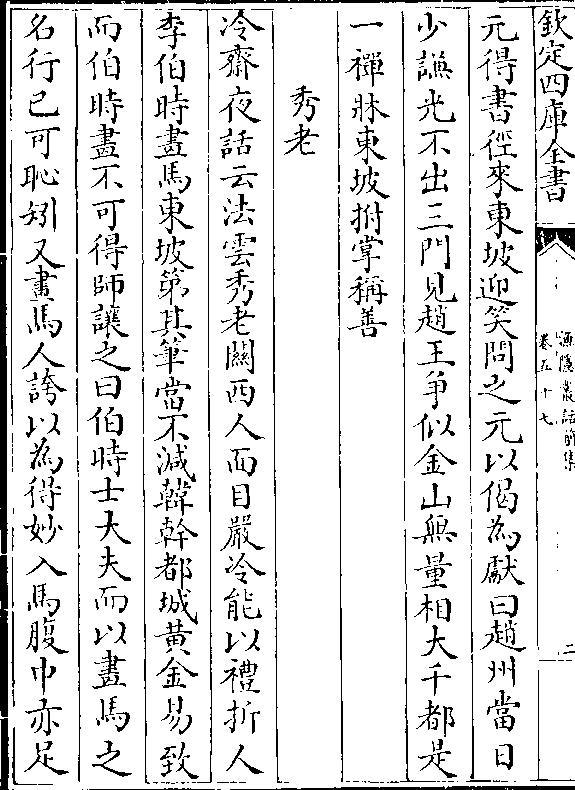 欽定四庫全書
漁隱叢話前集
卷五十七
二
元得書徑來東坡迎笑問之元以偈為獻曰趙州當日
少謙光不出三門見趙王爭似金山無量相大千都是
一禪牀東坡拊掌稱善
秀老
冷齋夜話云法雲秀老關西人面目嚴冷能以禮折人
李伯時畫馬東坡第其筆當不減韓幹都城黃金易致
而伯時畫不可得師讓之曰伯時士大夫而以畫馬之
名行已可恥矧又畫馬人誇以為得妙入馬腹中亦足